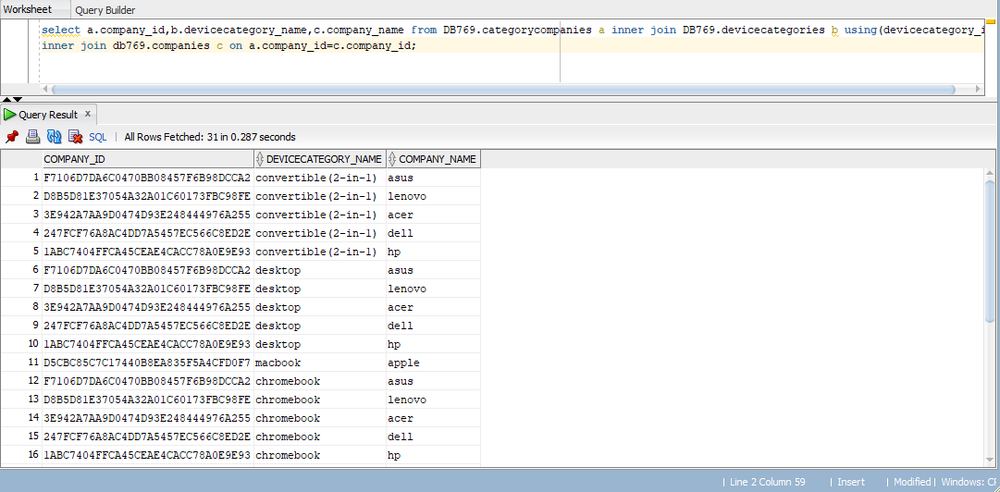 Worksheet Query Builder
select a.company_id,b.devicecategory_name,c.company_name from DB769.categorycompanies a inner join DB769.devicecategories b using(devicecategory_i
inner join db769.companies c on a.company_id=c.company_id;
Query Result x
SQL | All Rows Fetched: 31 in 0.287 seconds
COMPANY_ID DEVICECATEGORY_NAME COMPANY_NAME
1 F7106D7DA6C0470BB08457F6B98DCCA2 convertible(2-in-1) asus
2 D8B5D81E37054A32A01C60173FBC98FE convertible(2-in-1) lenovo
3 3E942A7AA9D0474D93E248444976A255 convertible(2-in-1) acer
4 247FCF76A8AC4DD7A5457EC566C8ED2E convertible(2-in-1) dell
5 1ABC7404FFCA45CEAE4CACC78A0E9E93 convertible(2-in-1) hp
6 F7106D7DA6C0470BB08457F6B98DCCA2 desktop asus
7 D8B5D81E37054A32A01C60173FBC98FE desktop lenovo
8 3E942A7AA9D0474D93E248444976A255 desktop acer
9 247FCF76A8AC4DD7A5457EC566C8ED2E desktop dell
10 1ABC7404FFCA45CEAE4CACC78A0E9E93 desktop hp
11 D5CBC85C7C17440B8EA835F5A4CFD0F7 macbook apple
12 F7106D7DA6C0470BB08457F6B98DCCA2 chromebook asus
13 D8B5D81E37054A32A01C60173FBC98FE chromebook lenovo
14 3E942A7AA9D0474D93E248444976A255 chromebook acer
15 247FCF76A8AC4DD7A5457EC566C8ED2E chromebook dell
16 1ABC7404FFCA45CEAE4CACC78A0E9E93 chromebook hp
| Line 2 Column 59 | Insert | Modified | Windows: CR